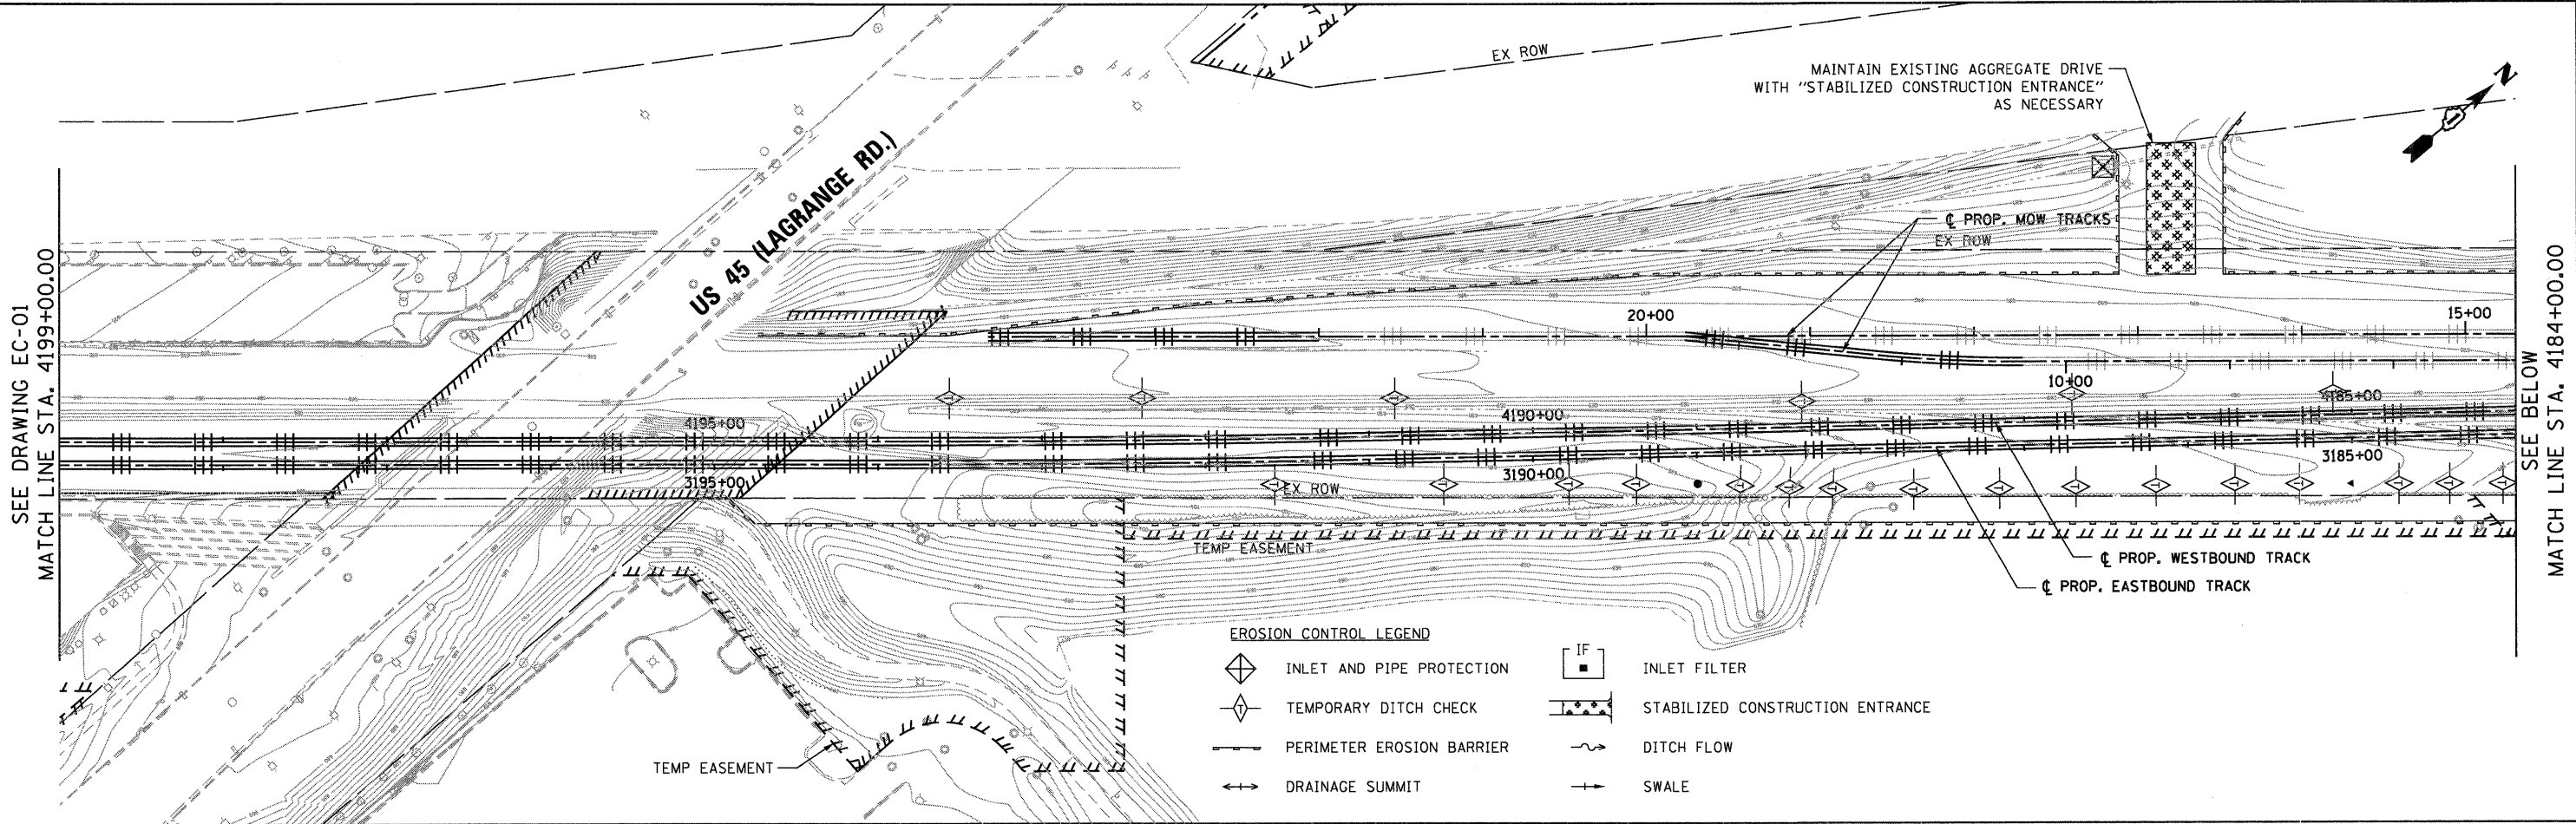 EX ROW
MAINTAIN EXISTING AGGREGATE DRIVE
WITH "STABILIZED CONSTRUCTION ENTRANCE"
AS NECESSARY
N
US 45 (LAGRANGE RD.)
℄ PROP. MOW TRACKS
EX ROW
SEE DRAWING EC-01
MATCH LINE STA. 4199+00.00
20+00
15+00
10+00
4195+00
4190+00
4185+00
3195+00
3190+00
3185+00
SEE BELOW
MATCH LINE STA. 4184+00.00
EX ROW
TEMP EASEMENT
℄ PROP. WESTBOUND TRACK
℄ PROP. EASTBOUND TRACK
TEMP EASEMENT
EROSION CONTROL LEGEND
INLET AND PIPE PROTECTION
T
TEMPORARY DITCH CHECK
PERIMETER EROSION BARRIER
DRAINAGE SUMMIT
IF
INLET FILTER
STABILIZED CONSTRUCTION ENTRANCE
DITCH FLOW
SWALE